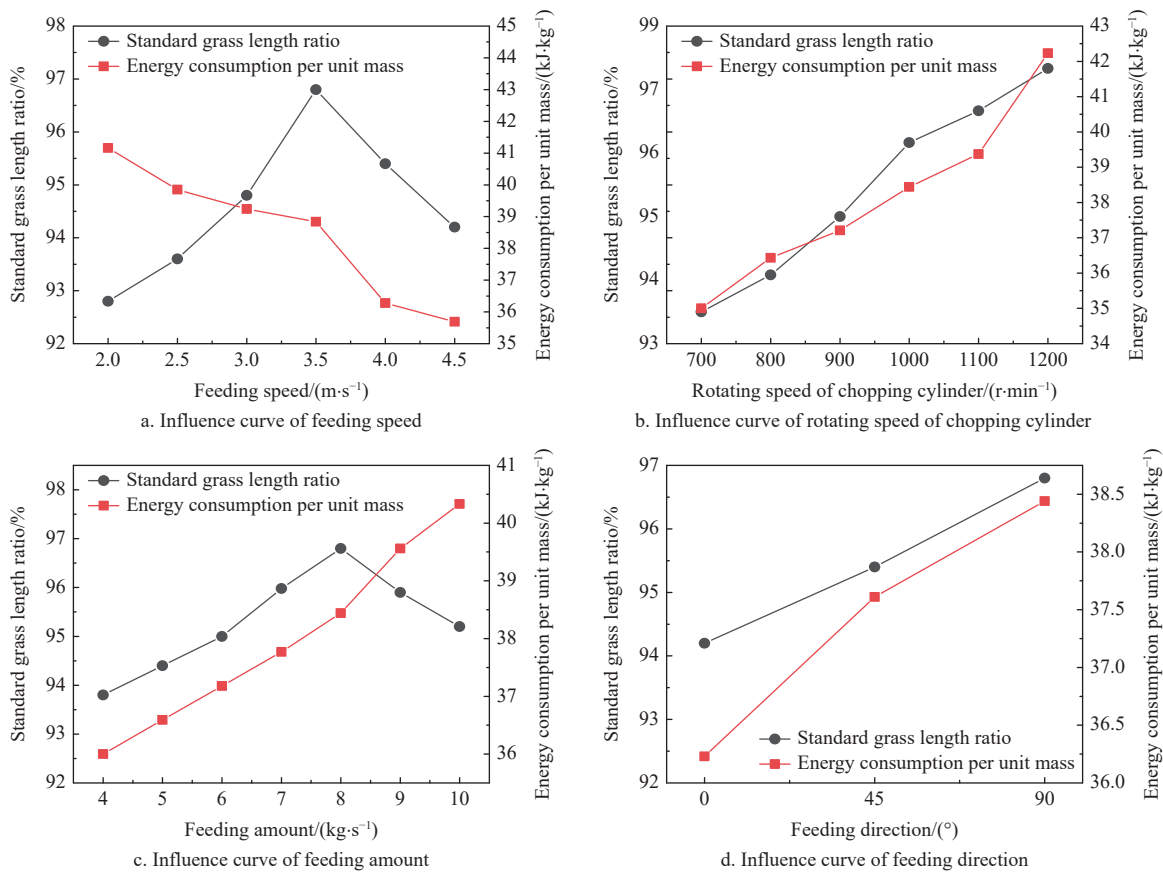 98
97
96
95
94
93
92
Standard grass length ratio/%
Standard grass length ratio
Energy consumption per unit mass
45
44
43
42
41
40
39
38
37
36
35
Energy consumption per unit mass/(kJ·kg⁻¹)
2.0 2.5 3.0 3.5 4.0 4.5
Feeding speed/(m·s⁻¹)
a. Influence curve of feeding speed
99
98
97
96
95
94
93
Standard grass length ratio/%
Standard grass length ratio
Energy consumption per unit mass
43
42
41
40
39
38
37
36
35
34
Energy consumption per unit mass/(kJ·kg⁻¹)
700 800 900 1000 1100 1200
Rotating speed of chopping cylinder/(r·min⁻¹)
b. Influence curve of rotating speed of chopping cylinder
98
97
96
95
94
93
92
Standard grass length ratio/%
Standard grass length ratio
Energy consumption per unit mass
41
40
39
38
37
36
Energy consumption per unit mass/(kJ·kg⁻¹)
4 5 6 7 8 9 10
Feeding amount/(kg·s⁻¹)
c. Influence curve of feeding amount
97
96
95
94
93
92
Standard grass length ratio/%
Standard grass length ratio
Energy consumption per unit mass
38.5
38.0
37.5
37.0
36.5
36.0
Energy consumption per unit mass/(kJ·kg⁻¹)
0 45 90
Feeding direction/(°)
d. Influence curve of feeding direction